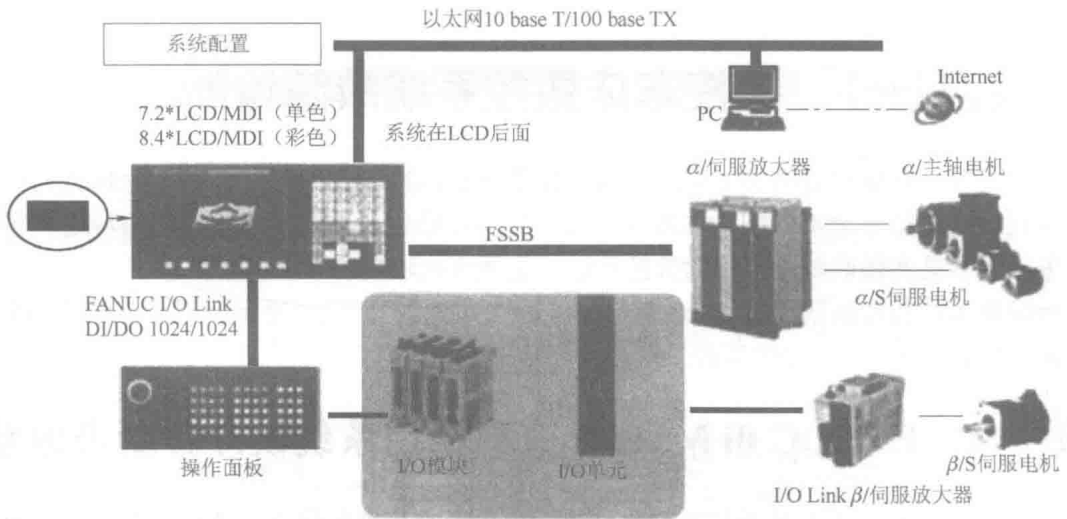 以太网10 base T/100 base TX
系统配置
7.2*LCD/MDI（单色）
8.4*LCD/MDI（彩色）
系统在LCD后面
PC
Internet
α/伺服放大器
α/主轴电机
FSSB
α/S伺服电机
FANUC I/O Link
DI/DO 1024/1024
操作面板
I/O模块
I/O单元
I/O Link β/伺服放大器
β/S伺服电机